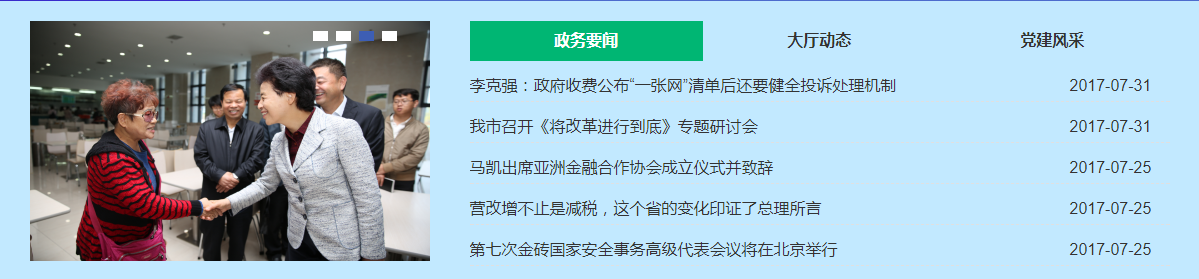 政务要闻
大厅动态
党建风采
李克强：政府收费公布“一张网”清单后还要健全投诉处理机制 2017-07-31
我市召开《将改革进行到底》专题研讨会 2017-07-31
马凯出席亚洲金融合作协会成立仪式并致辞 2017-07-25
营改增不止是减税，这个省的变化印证了总理所言 2017-07-25
第七次金砖国家安全事务高级代表会议将在北京举行 2017-07-25